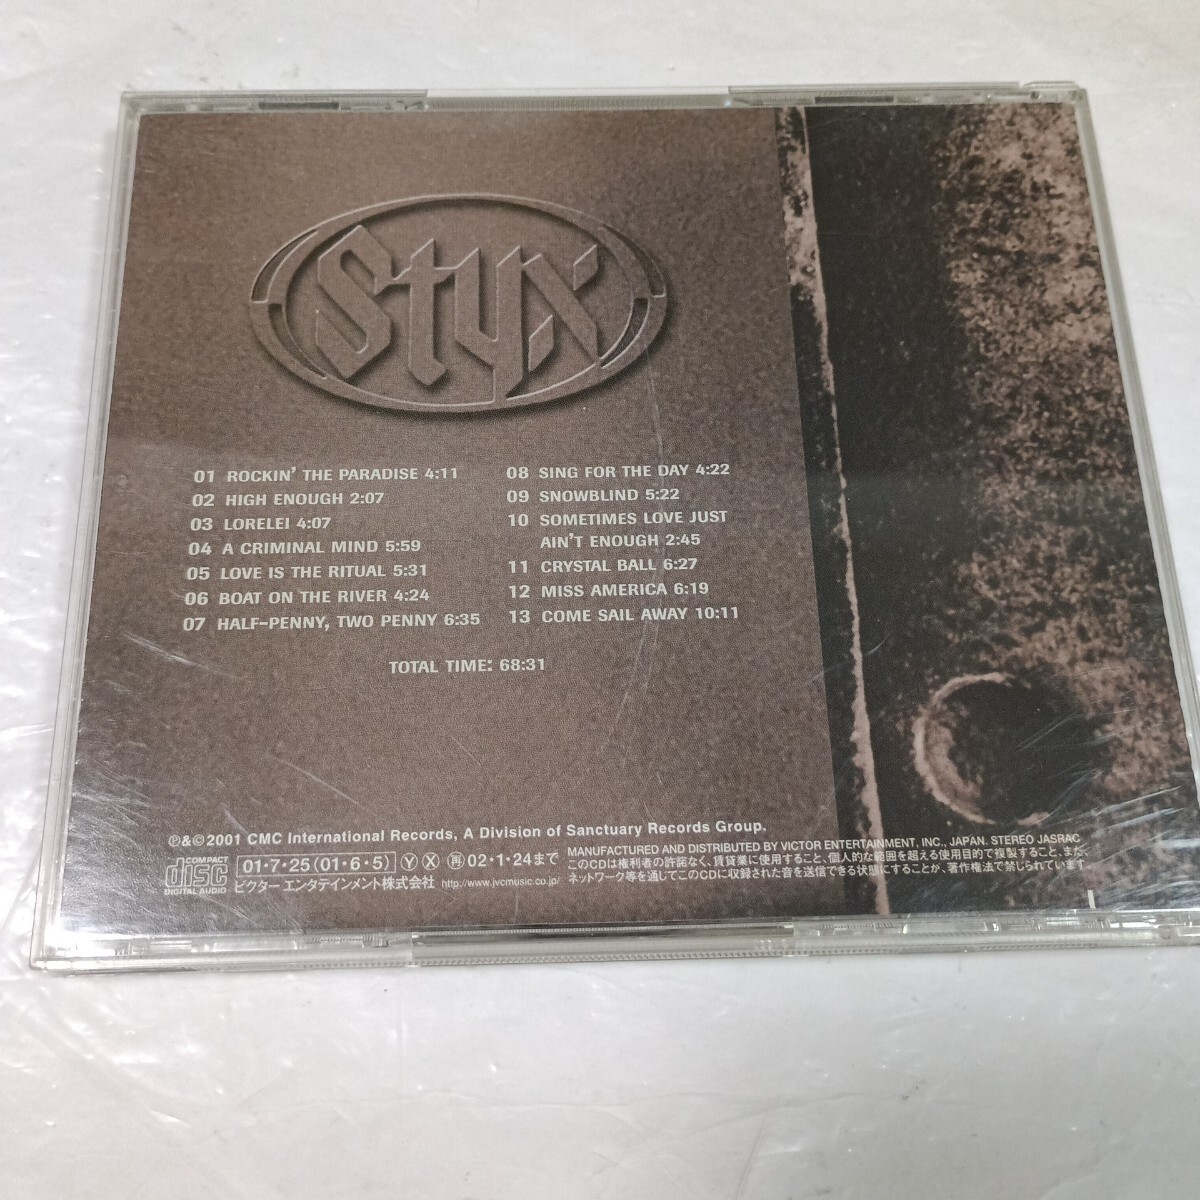 Styx
01 ROCKIN' THE PARADISE 4:11
02 HIGH ENOUGH 2:07
03 LORELEI 4:07
04 A CRIMINAL MIND 5:59
05 LOVE IS THE RITUAL 5:31
06 BOAT ON THE RIVER 4:24
07 HALF-PENNY, TWO PENNY 6:35
08 SING FOR THE DAY 4:22
09 SNOWBLIND 5:22
10 SOMETIMES LOVE JUST
AIN'T ENOUGH 2:45
11 CRYSTAL BALL 6:27
12 MISS AMERICA 6:19
13 COME SAIL AWAY 10:11
TOTAL TIME: 68:31
℗&©2001 CMC International Records, A Division of Sanctuary Records Group.
COMPACT
disc
DIGITAL AUDIO
01・7・25(01・6・5) Ⓨ Ⓧ ㊢02・1・24まで
ビクター エンタテインメント株式会社 http://www.jvcmusic.co.jp/
MANUFACTURED AND DISTRIBUTED BY VICTOR ENTERTAINMENT, INC., JAPAN. STEREO JASRAC
このCDは権利者の許諾なく、賃貸業に使用すること、個人的な範囲を超える使用目的で複製すること、また、
ネットワーク等を通じてこのCDに収録された音を送信できる状態にすることが、著作権法で禁じられています。